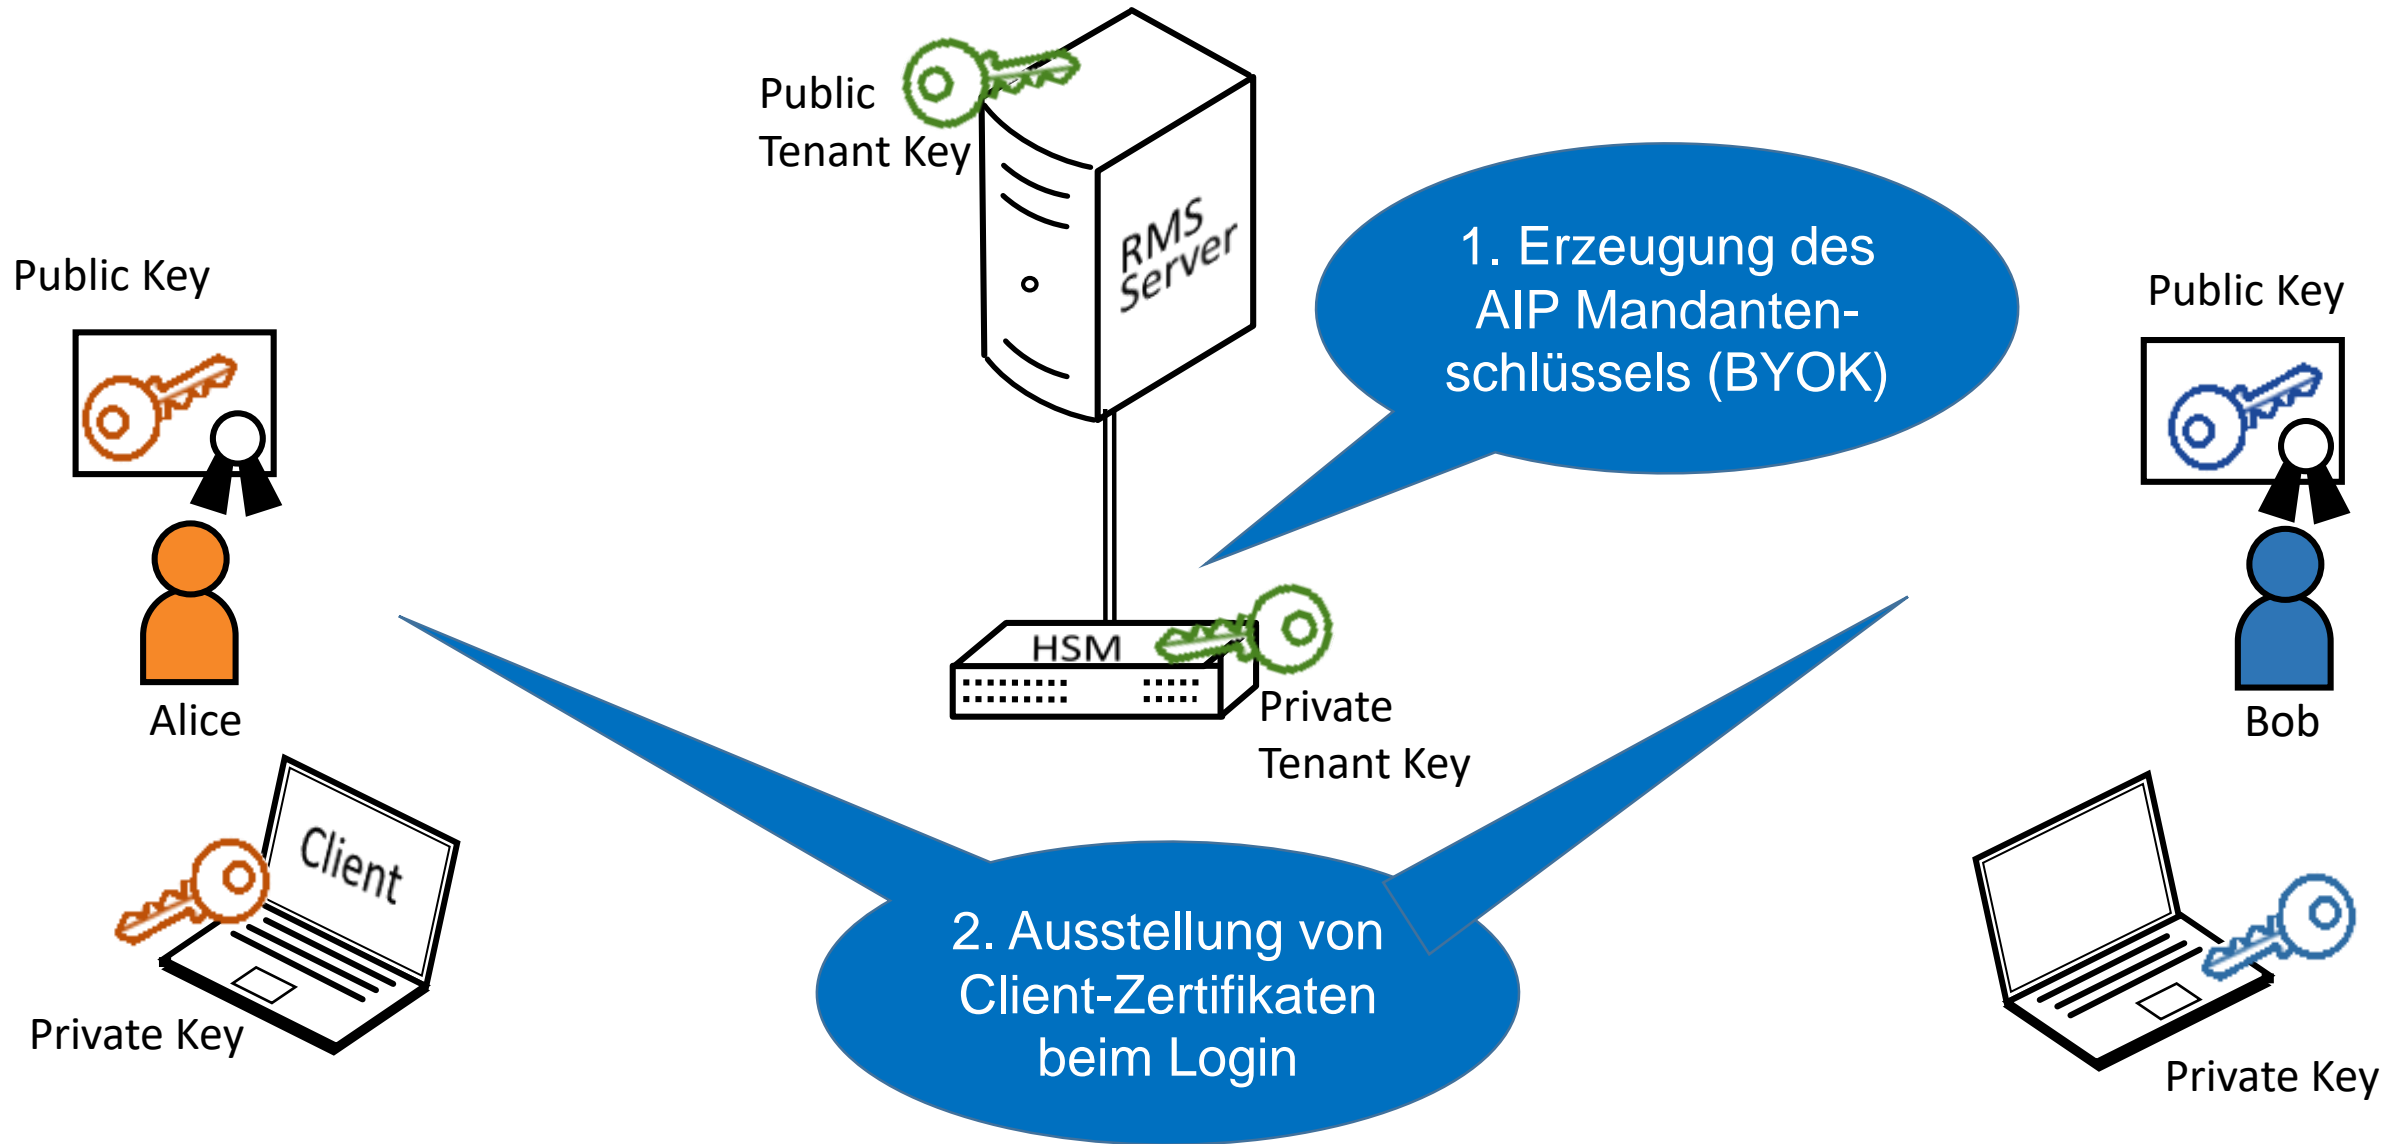 Public
Tenant Key
RMS
Server
1. Erzeugung des
AIP Mandanten-
schlüssels (BYOK)
Public Key
Public Key
HSM
Private
Tenant Key
Alice
Bob
Client
Private Key
2. Ausstellung von
Client-Zertifikaten
beim Login
Private Key